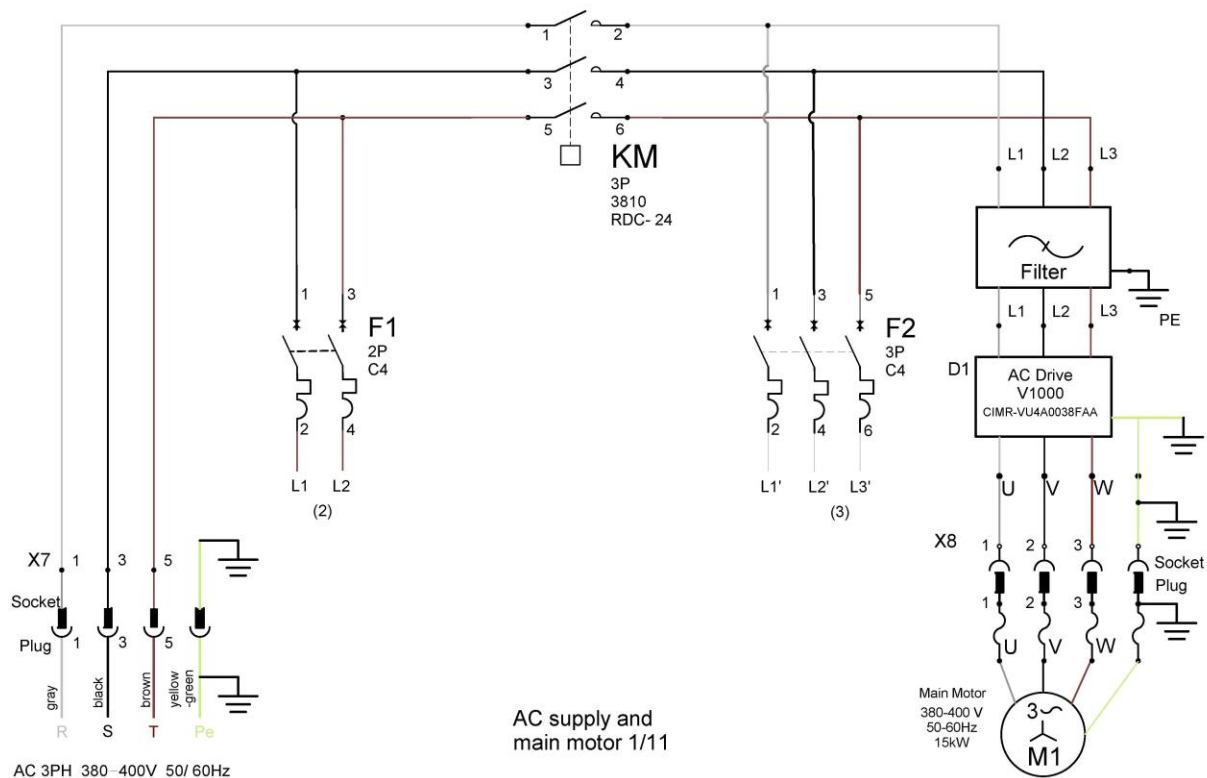 1
2
3
4
5
6
KM
3P
3810
RDC- 24
L1
L2
L3
Filter
PE
L1
L2
L3
1
3
F1
2P
C4
2
4
L1
L2
(2)
1
3
5
F2
3P
C4
2
4
6
L1'
L2'
L3'
(3)
D1
AC Drive
V1000
CIMR-VU4A0038FAA
U
V
W
X8
1
2
3
Socket
Plug
1
2
3
U
V
W
Main Motor
380-400 V
50-60Hz
15kW
3
M1
X7
1
3
5
Socket
Plug
1
3
5
gray
black
brown
yellow
-green
R
S
T
Pe
AC 3PH 380-400V 50/ 60Hz
AC supply and
main motor 1/11